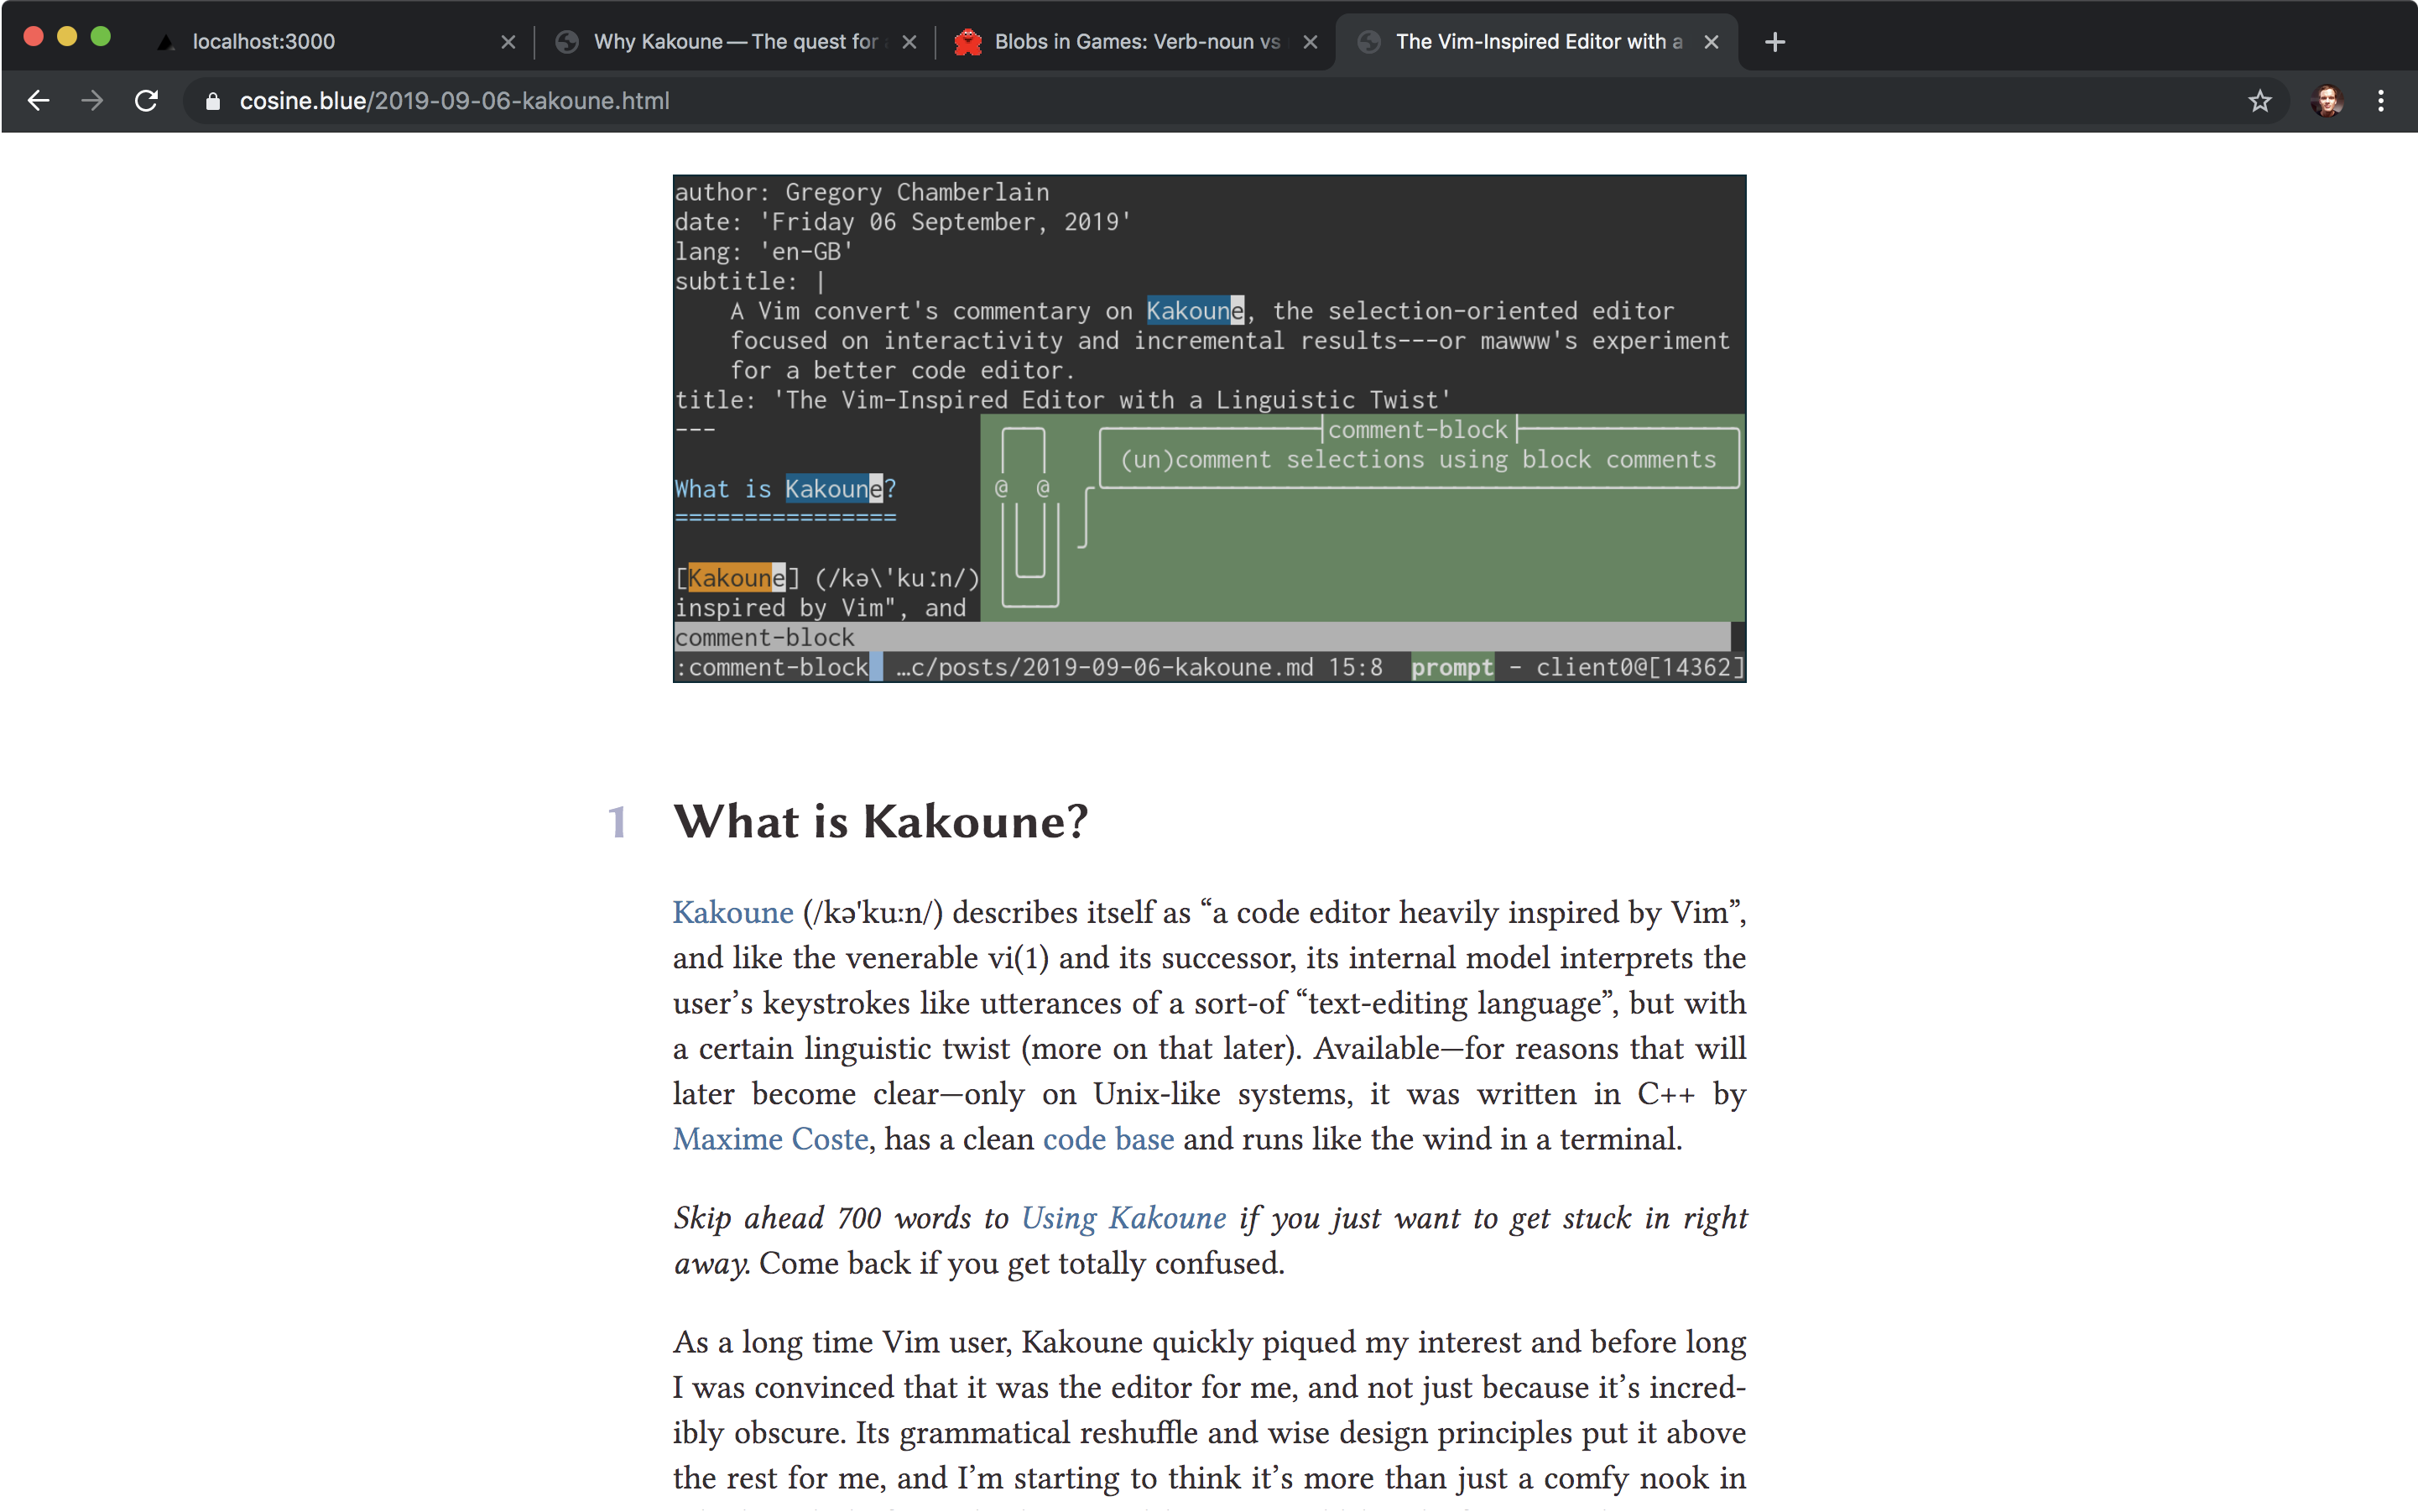 localhost:3000
Why Kakoune — The quest for
Blobs in Games: Verb-noun vs
The Vim-Inspired Editor with a
cosine.blue/2019-09-06-kakoune.html
author: Gregory Chamberlain
date: 'Friday 06 September, 2019'
lang: 'en-GB'
subtitle: |
A Vim convert's commentary on Kakoune, the selection-oriented editor
focused on interactivity and incremental results---or mawww's experiment
for a better code editor.
title: 'The Vim-Inspired Editor with a Linguistic Twist'
---
comment-block
(un)comment selections using block comments
What is Kakoune?
@ @
================
[Kakoune] (/kə\'kuːn/)
inspired by Vim", and
comment-block
:comment-block …c/posts/2019-09-06-kakoune.md 15:8 prompt - client0@[14362]
1 What is Kakoune?
Kakoune (/kə'kuːn/) describes itself as “a code editor heavily inspired by Vim”,
and like the venerable vi(1) and its successor, its internal model interprets the
user’s keystrokes like utterances of a sort-of “text-editing language”, but with
a certain linguistic twist (more on that later). Available—for reasons that will
later become clear—only on Unix-like systems, it was written in C++ by
Maxime Coste, has a clean code base and runs like the wind in a terminal.
Skip ahead 700 words to Using Kakoune if you just want to get stuck in right
away. Come back if you get totally confused.
As a long time Vim user, Kakoune quickly piqued my interest and before long
I was convinced that it was the editor for me, and not just because it’s incred-
ibly obscure. Its grammatical reshuffle and wise design principles put it above
the rest for me, and I’m starting to think it’s more than just a comfy nook in